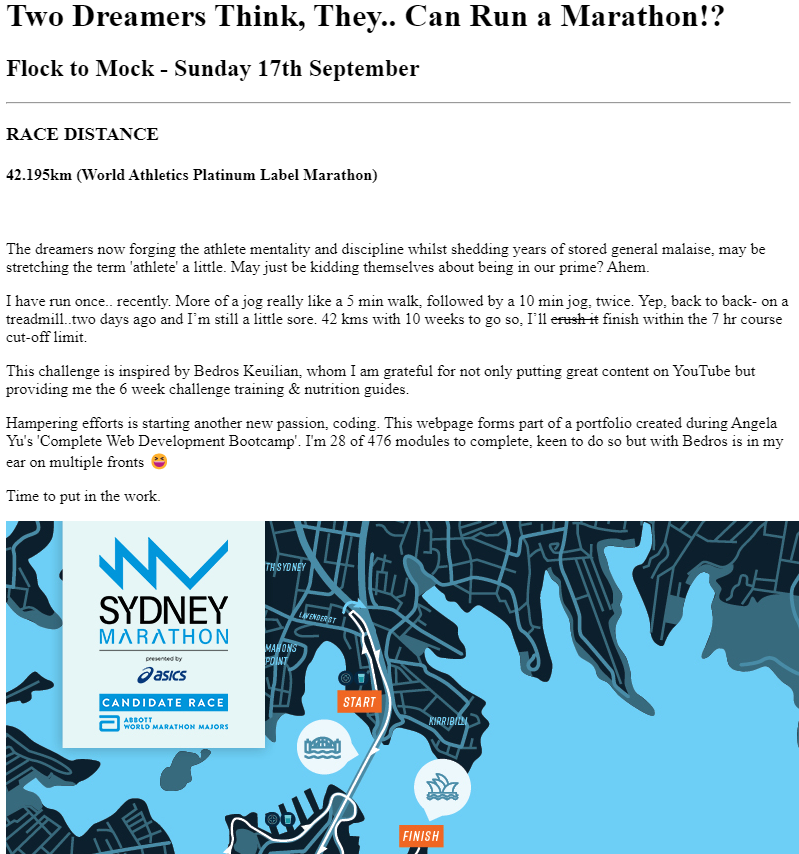 Two Dreamers Think, They.. Can Run a Marathon!?
Flock to Mock - Sunday 17th September
RACE DISTANCE
42.195km (World Athletics Platinum Label Marathon)
The dreamers now forging the athlete mentality and discipline whilst shedding years of stored general malaise, may be
stretching the term 'athlete' a little. May just be kidding themselves about being in our prime? Ahem.
I have run once.. recently. More of a jog really like a 5 min walk, followed by a 10 min jog, twice. Yep, back to back- on a
treadmill..two days ago and I’m still a little sore. 42 kms with 10 weeks to go so, I’ll crush it finish within the 7 hr course
cut-off limit.
This challenge is inspired by Bedros Keuilian, whom I am grateful for not only putting great content on YouTube but
providing me the 6 week challenge training & nutrition guides.
Hampering efforts is starting another new passion, coding. This webpage forms part of a portfolio created during Angela
Yu's 'Complete Web Development Bootcamp'. I'm 28 of 476 modules to complete, keen to do so but with Bedros is in my
ear on multiple fronts 😆
Time to put in the work.
SYDNEY
MARATHON
presented by
asics
CANDIDATE RACE
ABBOTT
WORLD MARATHON MAJORS
TH SYDNEY
LAVENDER ST
MAHONS
POINT
START
KIRRIBILLI
FINISH